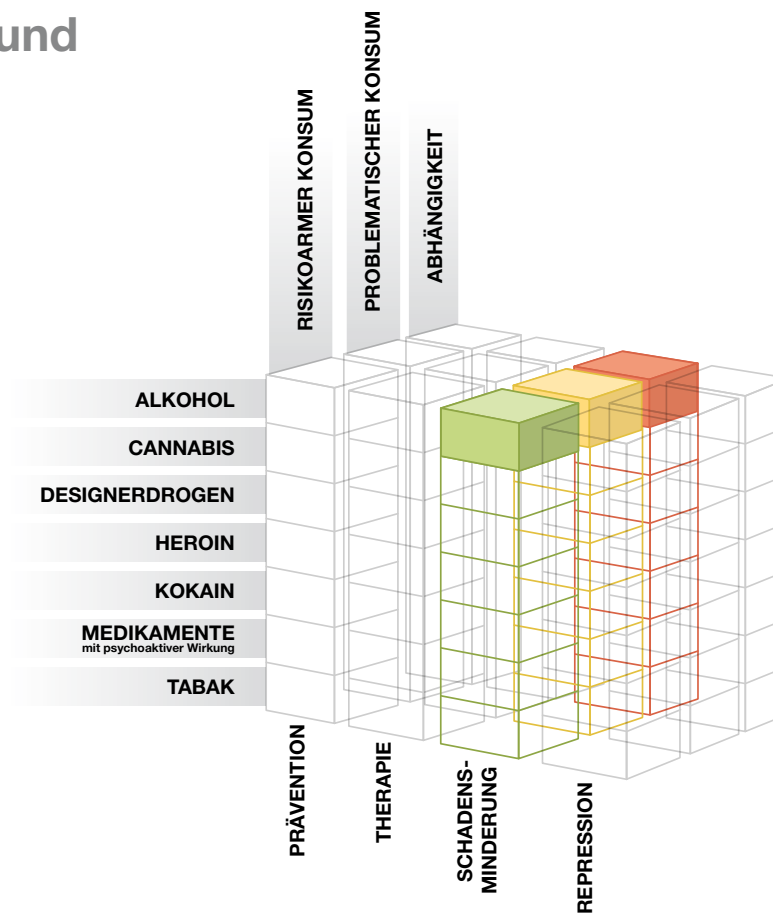 und
RISIKOARMER KONSUM
PROBLEMATISCHER KONSUM
ABHÄNGIGKEIT
ALKOHOL
CANNABIS
DESIGNERDROGEN
HEROIN
KOKAIN
MEDIKAMENTE
mit psychoaktiver Wirkung
TABAK
PRÄVENTION
THERAPIE
SCHADENS-
MINDERUNG
REPRESSION